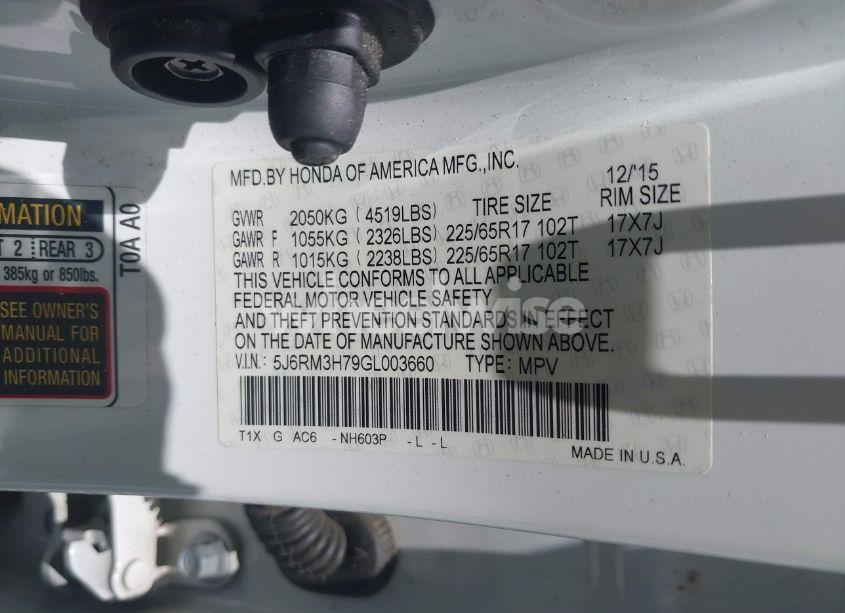 MFD.BY HONDA OF AMERICA MFG.,INC. 12/'15
GVWR 2050KG (4519LBS) TIRE SIZE RIM SIZE
GAWR F 1055KG (2326LBS) 225/65R17 102T 17X7J
GAWR R 1015KG (2238LBS) 225/65R17 102T 17X7J
THIS VEHICLE CONFORMS TO ALL APPLICABLE
FEDERAL MOTOR VEHICLE SAFETY
AND THEFT PREVENTION STANDARDS IN EFFECT
ON THE DATE OF MANUFACTURE SHOWN ABOVE.
V.I.N.: 5J6RM3H79GL003660 TYPE: MPV
T1X G AC6 -NH603P -L -L
MADE IN U.S.A.
MATION
2 REAR 3
385kg or 850lbs.
SEE OWNER'S
MANUAL FOR
ADDITIONAL
INFORMATION
T0A A0